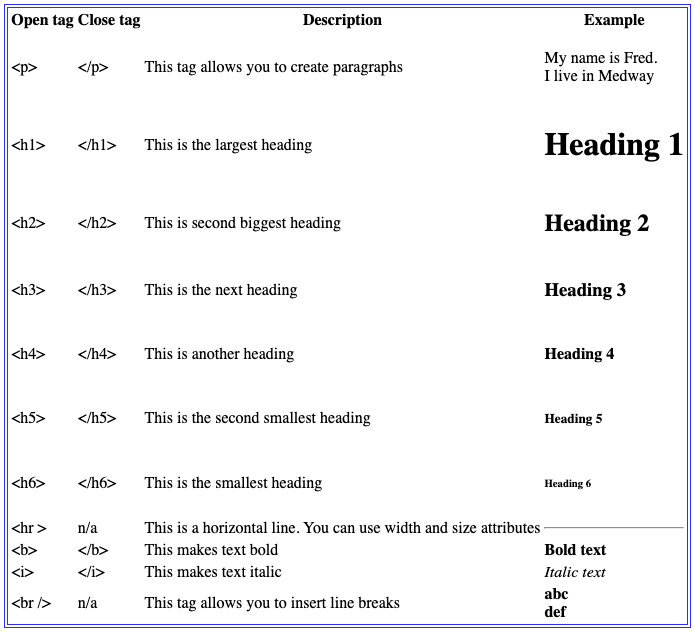 Open tag Close tag Description Example
<p> </p> This tag allows you to create paragraphs My name is Fred.
I live in Medway
<h1> </h1> This is the largest heading Heading 1
<h2> </h2> This is second biggest heading Heading 2
<h3> </h3> This is the next heading Heading 3
<h4> </h4> This is another heading Heading 4
<h5> </h5> This is the second smallest heading Heading 5
<h6> </h6> This is the smallest heading Heading 6
<hr > n/a This is a horizontal line. You can use width and size attributes
<b> </b> This makes text bold Bold text
<i> </i> This makes text italic Italic text
<br /> n/a This tag allows you to insert line breaks abc
def